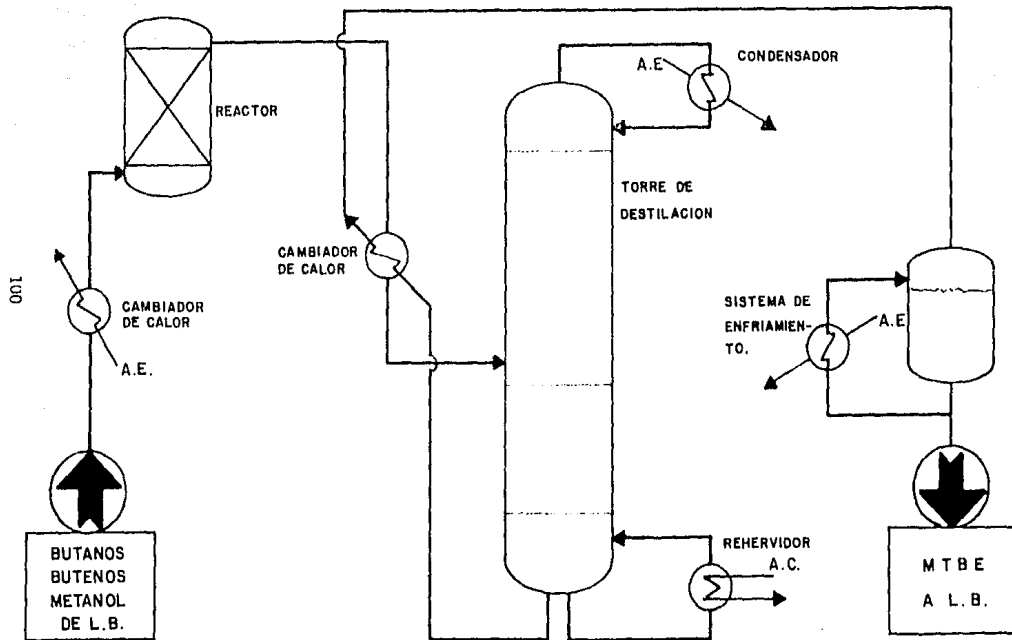 REACTOR
A.E
CONDENSADOR
TORRE DE
DESTILACION
CAMBIADOR
DE CALOR
100
CAMBIADOR
DE CALOR
A.E.
SISTEMA DE
ENFRIAMIEN-
TO.
A.E.
BUTANOS
BUTENOS
METANOL
DE L.B.
REHERVIDOR
A.C.
MTBE
A L.B.